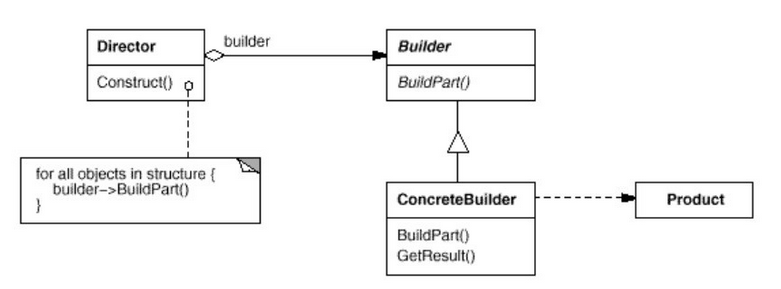 Director
builder
Builder
Construct()
BuildPart()
for all objects in structure {
builder->BuildPart()
}
ConcreteBuilder
Product
BuildPart()
GetResult()